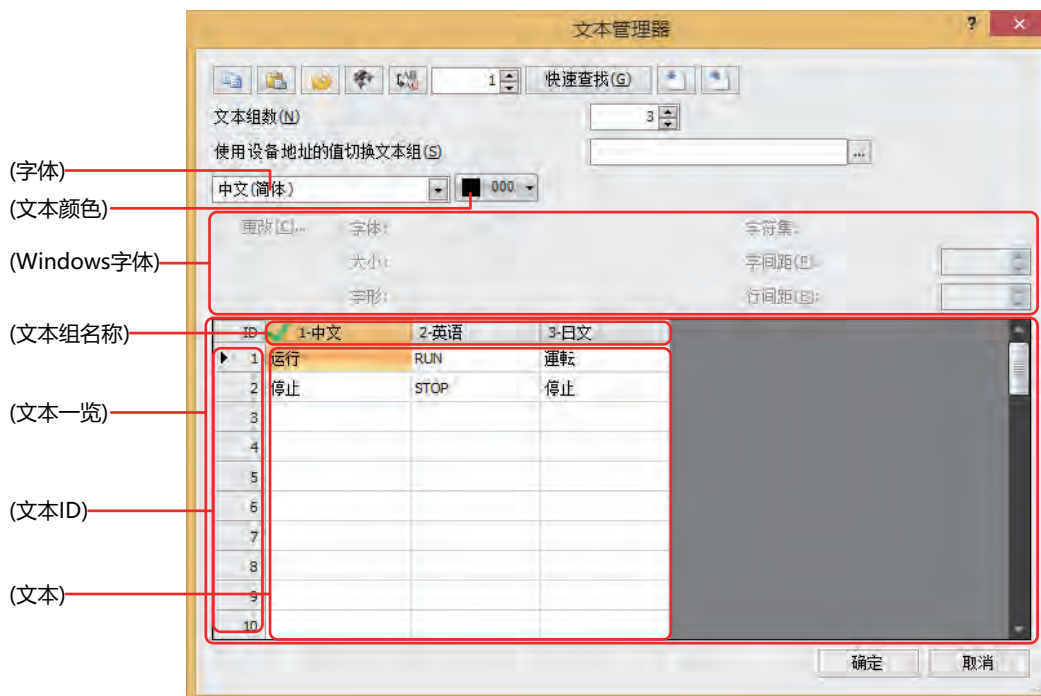 文本管理器 ?
1 快速查找(G)
文本组数(N) 3
使用设备地址的值切换文本组(S) ...
(字体)
中文(简体) 000
(文本颜色)
更改(C)... 字体: 字符集:
(Windows字体)
大小: 字间距(P):
字形: 行间距(E):
(文本组名称)
ID 1-中文 2-英语 3-日文
1 运行 RUN 運転
2 停止 STOP 停止
(文本一览)
3
4
5
(文本ID)
6
7
8
(文本)
9
10
确定 取消